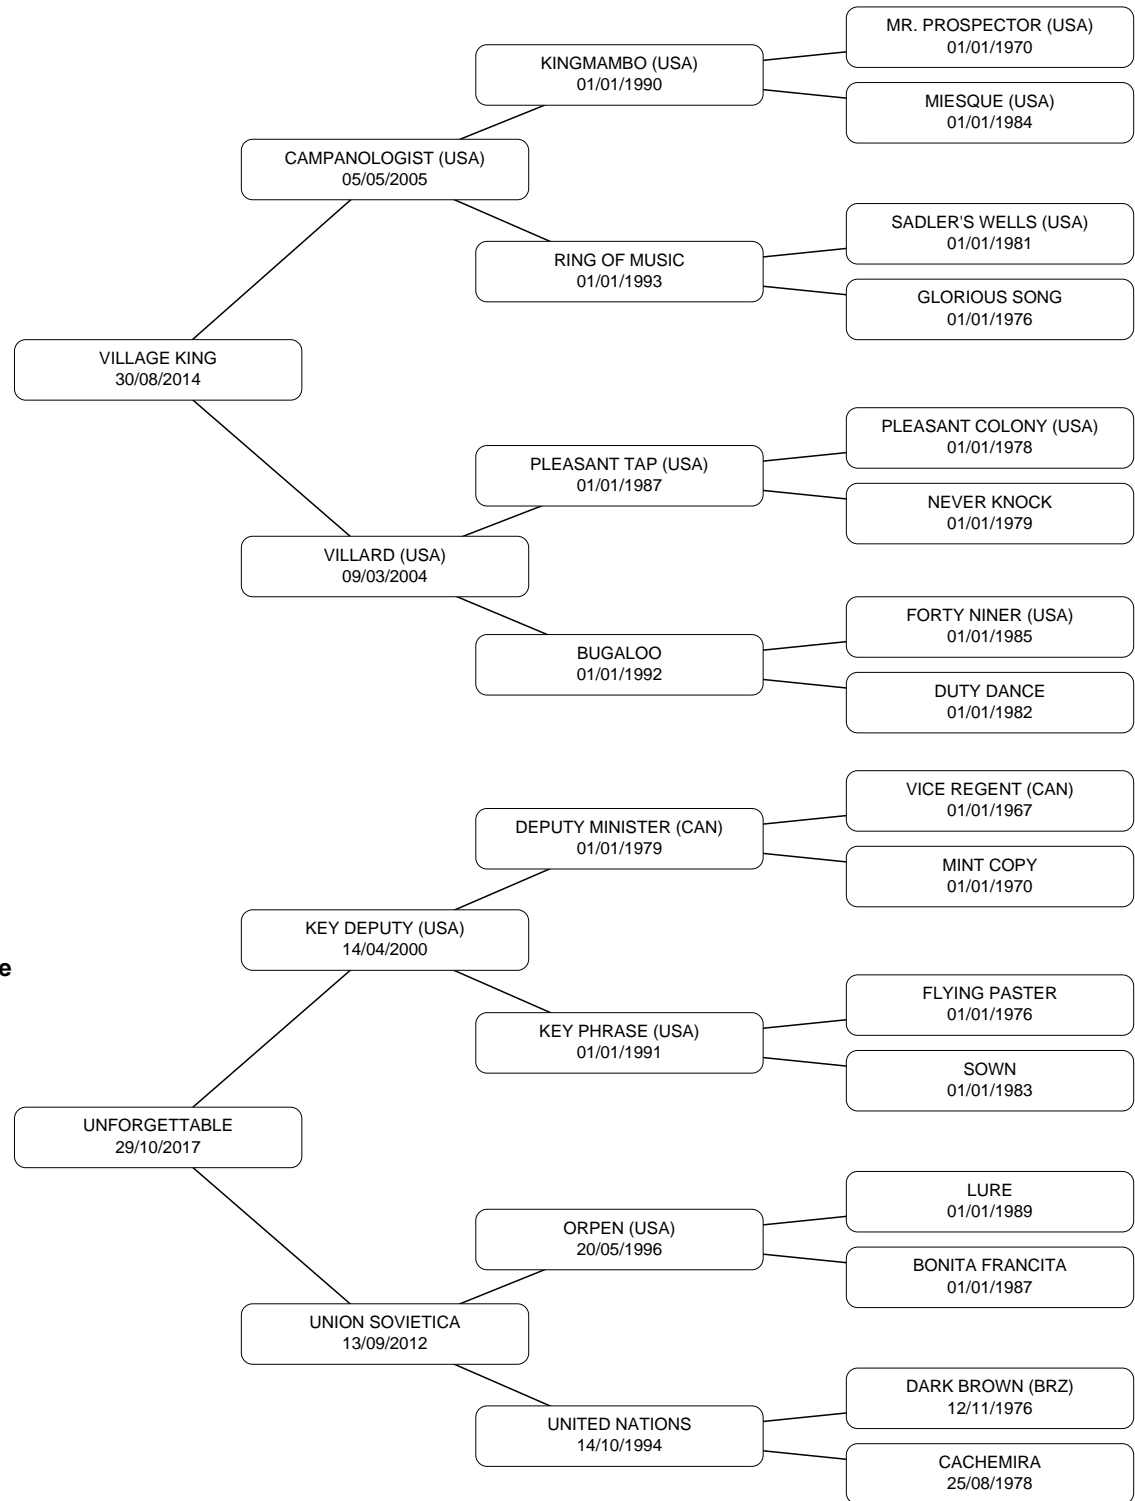 MR. PROSPECTOR (USA)
01/01/1970
KINGMAMBO (USA)
01/01/1990
MIESQUE (USA)
01/01/1984
CAMPANOLOGIST (USA)
05/05/2005
SADLER'S WELLS (USA)
01/01/1981
RING OF MUSIC
01/01/1993
GLORIOUS SONG
01/01/1976
VILLAGE KING
30/08/2014
PLEASANT COLONY (USA)
01/01/1978
PLEASANT TAP (USA)
01/01/1987
NEVER KNOCK
01/01/1979
VILLARD (USA)
09/03/2004
FORTY NINER (USA)
01/01/1985
BUGALOO
01/01/1992
DUTY DANCE
01/01/1982
VICE REGENT (CAN)
01/01/1967
DEPUTY MINISTER (CAN)
01/01/1979
MINT COPY
01/01/1970
KEY DEPUTY (USA)
14/04/2000
e
FLYING PASTER
01/01/1976
KEY PHRASE (USA)
01/01/1991
SOWN
01/01/1983
UNFORGETTABLE
29/10/2017
LURE
01/01/1989
ORPEN (USA)
20/05/1996
BONITA FRANCITA
01/01/1987
UNION SOVIETICA
13/09/2012
DARK BROWN (BRZ)
12/11/1976
UNITED NATIONS
14/10/1994
CACHEMIRA
25/08/1978